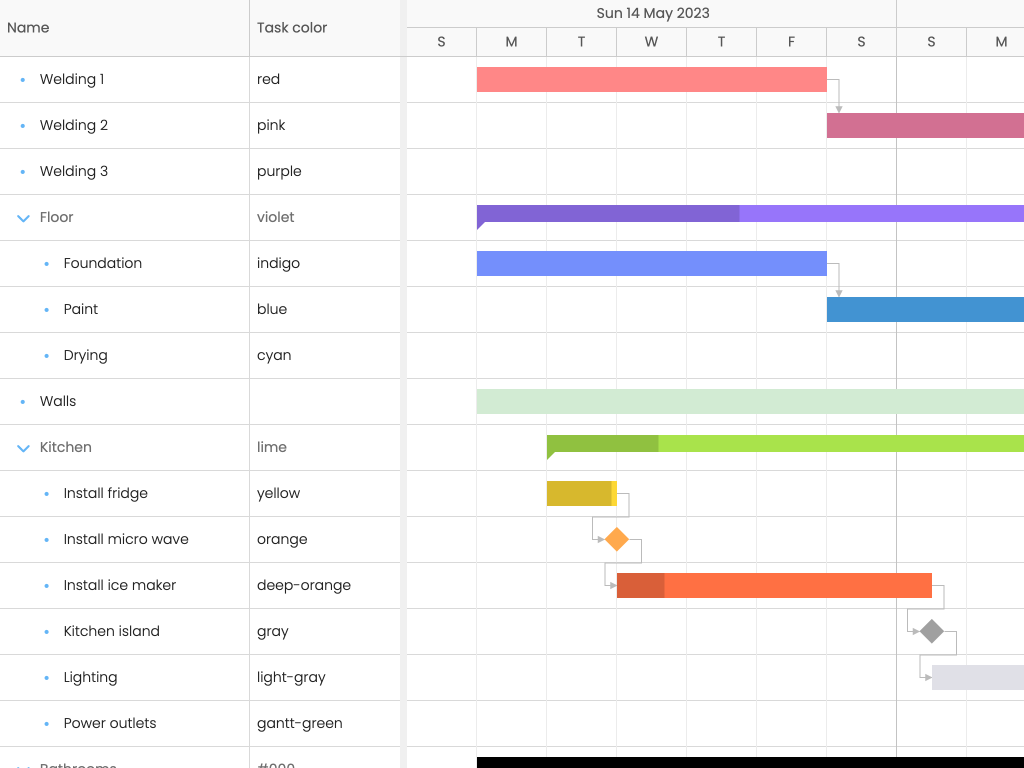 Name Task color Sun 14 May 2023
S M T W T F S S M
Welding 1 red
Welding 2 pink
Welding 3 purple
Floor violet
Foundation indigo
Paint blue
Drying cyan
Walls
Kitchen lime
Install fridge yellow
Install micro wave orange
Install ice maker deep-orange
Kitchen island gray
Lighting light-gray
Power outlets gantt-green
Bathrooms #000